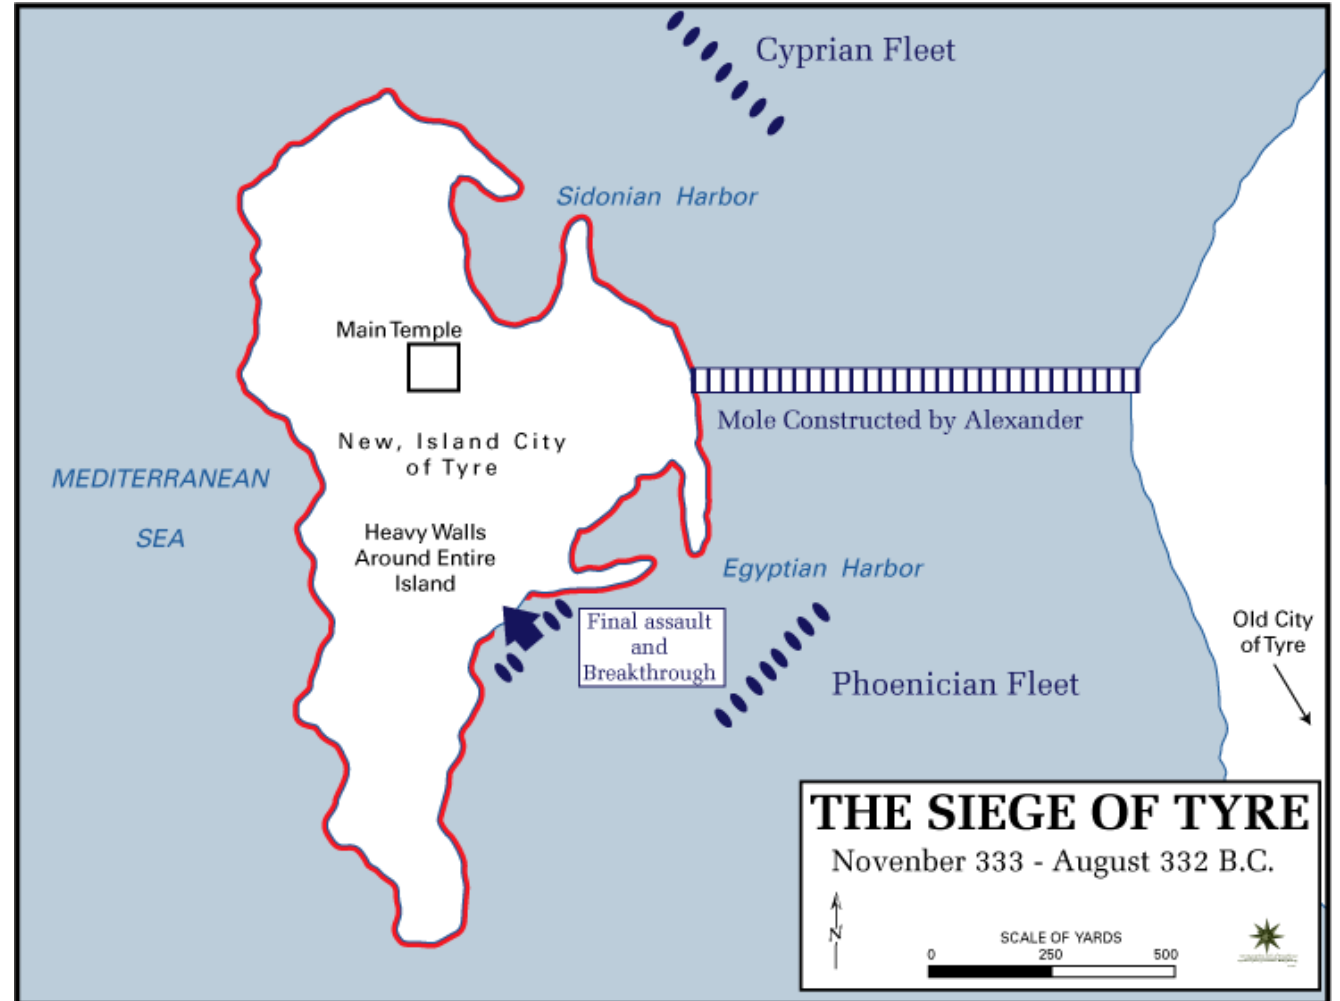 Cyprian Fleet
Sidonian Harbor
Main Temple
Mole Constructed by Alexander
New, Island City
of Tyre
MEDITERRANEAN
SEA
Heavy Walls
Around Entire
Island
Egyptian Harbor
Final assault
and
Breakthrough
Phoenician Fleet
Old City
of Tyre
THE SIEGE OF TYRE
Novenber 333 - August 332 B.C.
N
SCALE OF YARDS
0 250 500